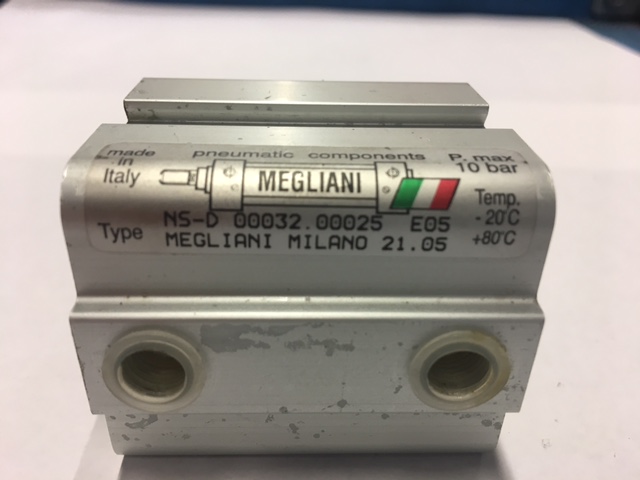 made in Italy
pneumatic components
P. max 10 bar
MEGLIANI
Temp. -20°C +80°C
Type NS-D 00032.00025 E05
MEGLIANI MILANO 21.05